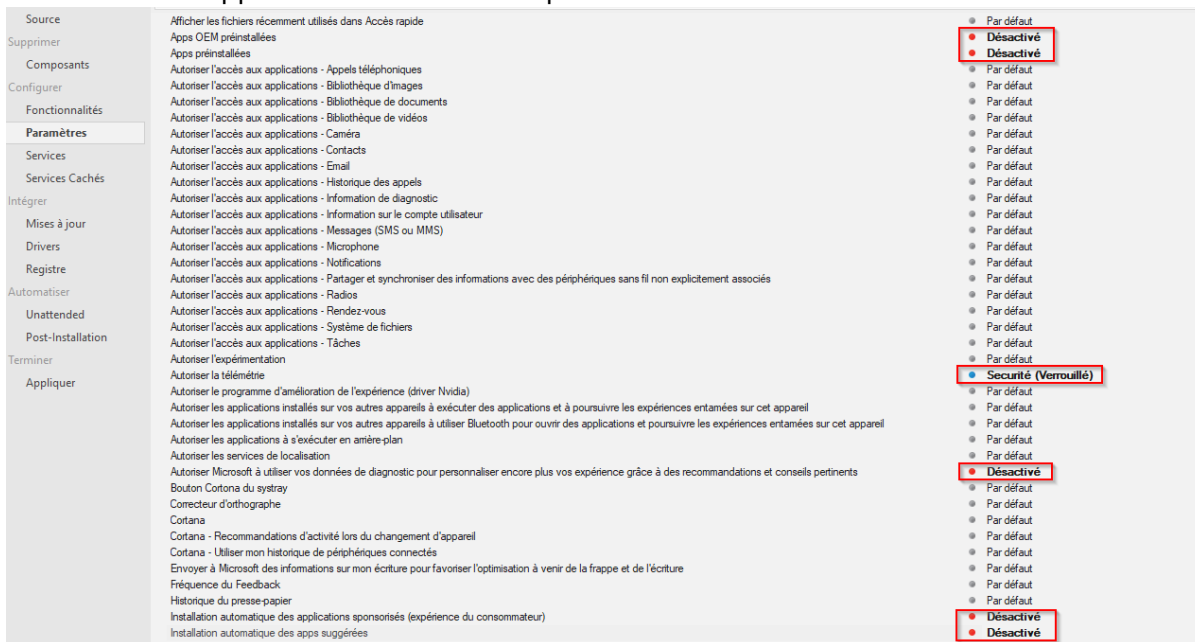 Source
Supprimer
Composants
Configurer
Fonctionnalités
Paramètres
Services
Services Cachés
Intégrer
Mises à jour
Drivers
Registre
Automatiser
Unattended
Post-Installation
Terminer
Appliquer
Afficher les fichiers récemment utilisés dans Accès rapide Par défaut
Apps OEM préinstallées Désactivé
Apps préinstallées Désactivé
Autoriser l'accès aux applications - Appels téléphoniques Par défaut
Autoriser l'accès aux applications - Bibliothèque d'images Par défaut
Autoriser l'accès aux applications - Bibliothèque de documents Par défaut
Autoriser l'accès aux applications - Bibliothèque de vidéos Par défaut
Autoriser l'accès aux applications - Caméra Par défaut
Autoriser l'accès aux applications - Contacts Par défaut
Autoriser l'accès aux applications - Email Par défaut
Autoriser l'accès aux applications - Historique des appels Par défaut
Autoriser l'accès aux applications - Information de diagnostic Par défaut
Autoriser l'accès aux applications - Information sur le compte utilisateur Par défaut
Autoriser l'accès aux applications - Messages (SMS ou MMS) Par défaut
Autoriser l'accès aux applications - Microphone Par défaut
Autoriser l'accès aux applications - Notifications Par défaut
Autoriser l'accès aux applications - Partager et synchroniser des informations avec des périphériques sans fil non explicitement associés Par défaut
Autoriser l'accès aux applications - Radios Par défaut
Autoriser l'accès aux applications - Rendez-vous Par défaut
Autoriser l'accès aux applications - Système de fichiers Par défaut
Autoriser l'accès aux applications - Tâches Par défaut
Autoriser l'expérimentation Par défaut
Autoriser la télémétrie Securité (Verrouillé)
Autoriser le programme d'amélioration de l'expérience (driver Nvidia) Par défaut
Autoriser les applications installés sur vos autres appareils à exécuter des applications et à poursuivre les expériences entamées sur cet appareil Par défaut
Autoriser les applications installés sur vos autres appareils à utiliser Bluetooth pour ouvrir des applications et poursuivre les expériences entamées sur cet appareil Par défaut
Autoriser les applications à s'exécuter en arrière-plan Par défaut
Autoriser les services de localisation Par défaut
Autoriser Microsoft à utiliser vos données de diagnostic pour personnaliser encore plus vos expérience grâce à des recommandations et conseils pertinents Désactivé
Bouton Cortona du systray Par défaut
Correcteur d'orthographe Par défaut
Cortana Par défaut
Cortana - Recommandations d'activité lors du changement d'appareil Par défaut
Cortana - Utiliser mon historique de périphériques connectés Par défaut
Envoyer à Microsoft des informations sur mon écriture pour favoriser l'optimisation à venir de la frappe et de l'écriture Par défaut
Fréquence du Feedback Par défaut
Historique du presse-papier Par défaut
Installation automatique des applications sponsorisés (expérience du consommateur) Désactivé
Installation automatique des apps suggérées Désactivé